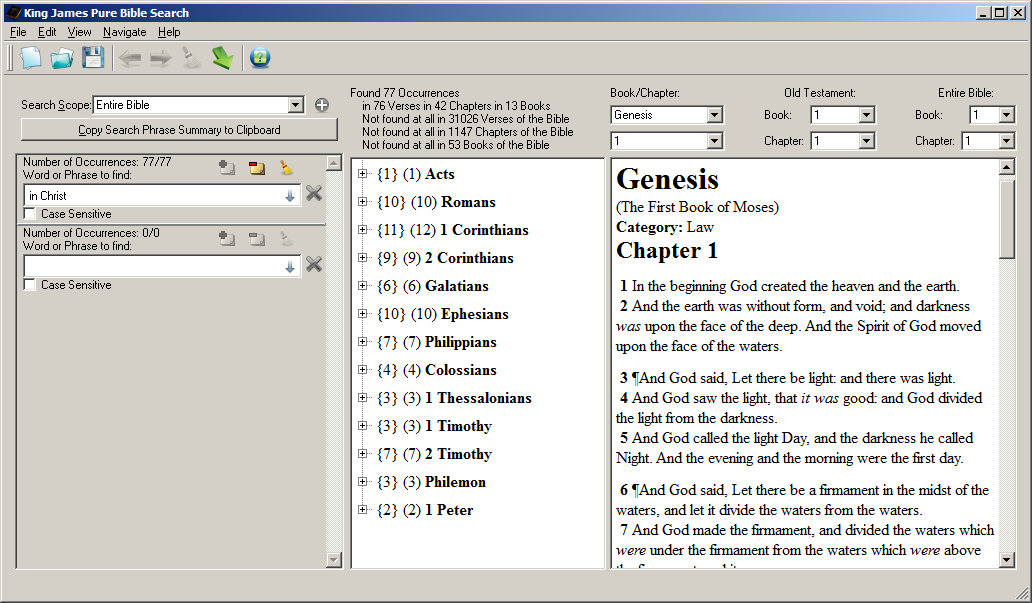 King James Pure Bible Search
File Edit View Navigate Help
Search Scope: Entire Bible
Copy Search Phrase Summary to Clipboard
Number of Occurrences: 77/77
Word or Phrase to find:
in Christ
Case Sensitive
Number of Occurrences: 0/0
Word or Phrase to find:
Case Sensitive
Found 77 Occurrences
in 76 Verses in 42 Chapters in 13 Books
Not found at all in 31026 Verses of the Bible
Not found at all in 1147 Chapters of the Bible
Not found at all in 53 Books of the Bible
{1} (1) Acts
{10} (10) Romans
{11} (12) 1 Corinthians
{9} (9) 2 Corinthians
{6} (6) Galatians
{10} (10) Ephesians
{7} (7) Philippians
{4} (4) Colossians
{3} (3) 1 Thessalonians
{3} (3) 1 Timothy
{7} (7) 2 Timothy
{3} (3) Philemon
{2} (2) 1 Peter
Book/Chapter: Old Testament: Entire Bible:
Genesis Book: 1 Book: 1
1 Chapter: 1 Chapter: 1
Genesis
(The First Book of Moses)
Category: Law
Chapter 1
1 In the beginning God created the heaven and the earth.
2 And the earth was without form, and void; and darkness
was upon the face of the deep. And the Spirit of God moved
upon the face of the waters.
3 ¶And God said, Let there be light: and there was light.
4 And God saw the light, that it was good: and God divided
the light from the darkness.
5 And God called the light Day, and the darkness he called
Night. And the evening and the morning were the first day.
6 ¶And God said, Let there be a firmament in the midst of the
waters, and let it divide the waters from the waters.
7 And God made the firmament, and divided the waters which
were under the firmament from the waters which were above